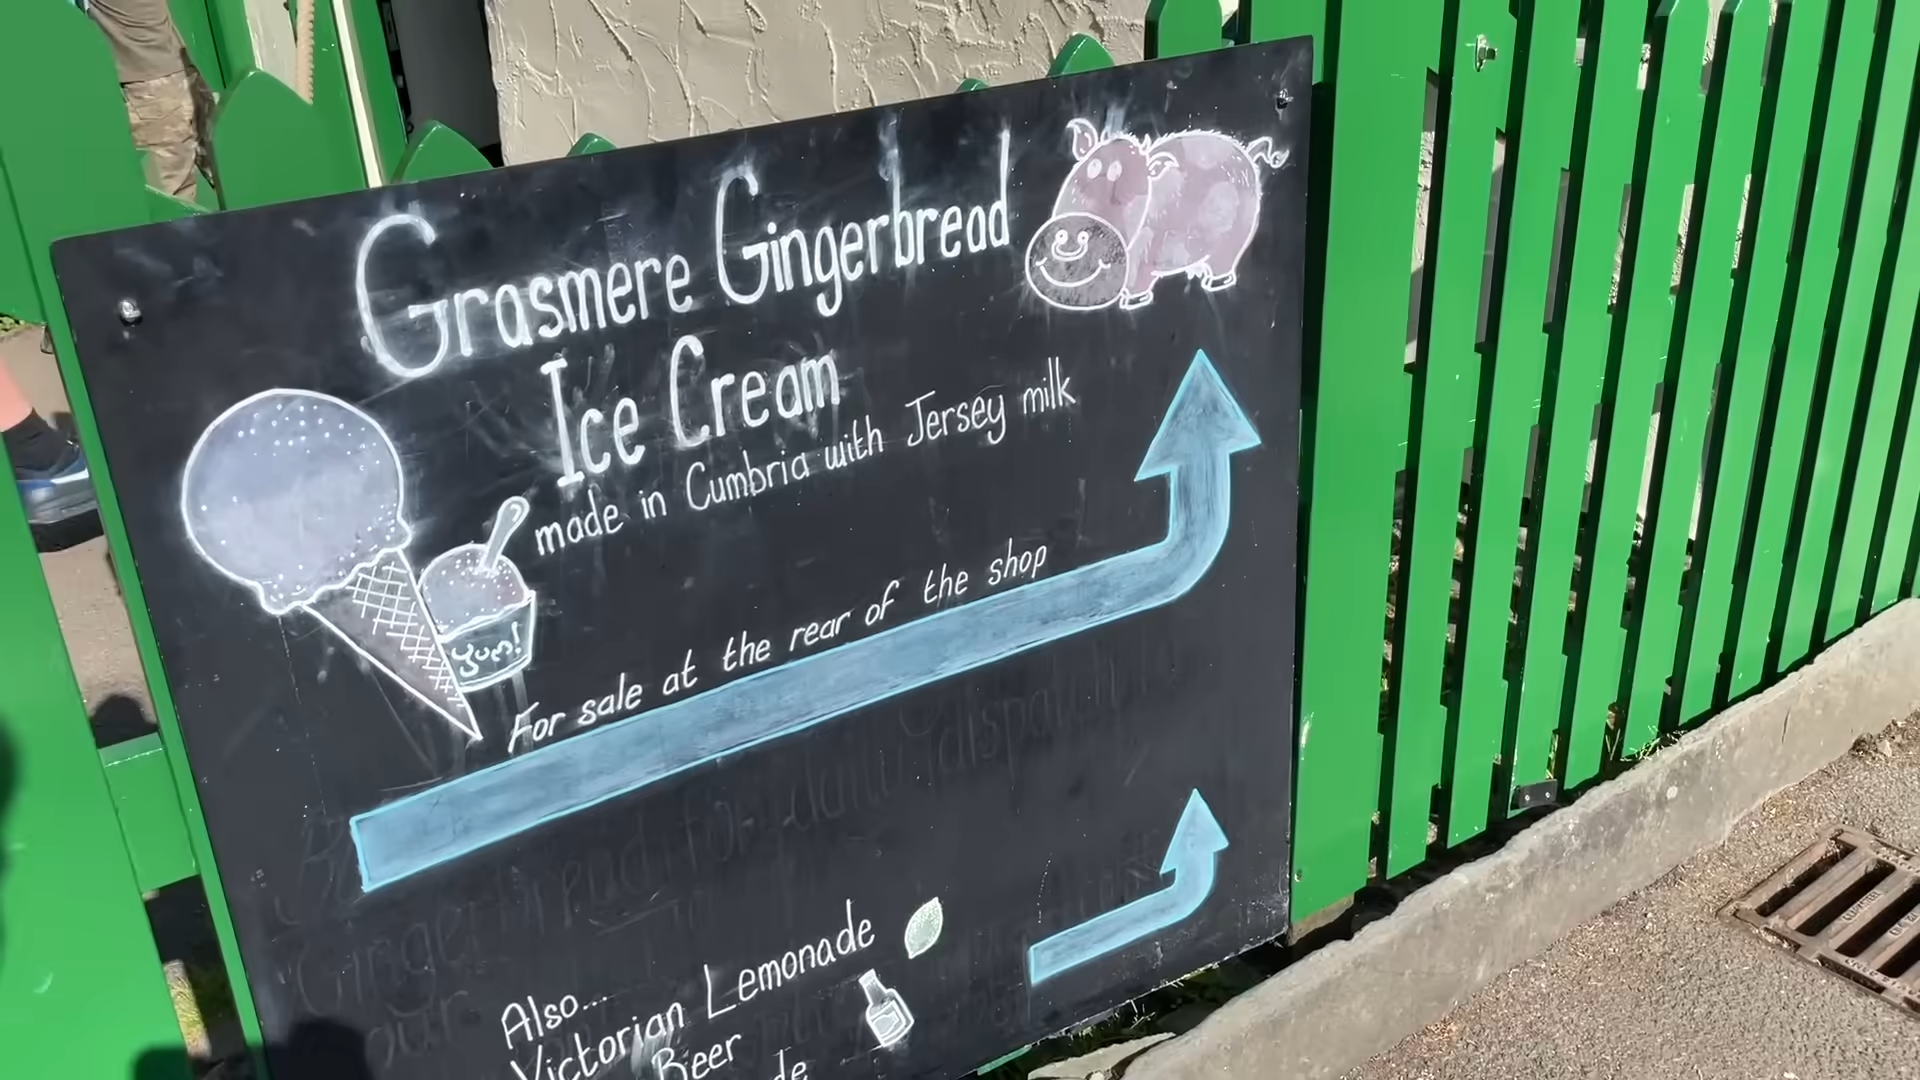 Grasmere Gingerbread
Ice Cream
made in Cumbria with Jersey milk
yum!
For sale at the rear of the shop
Also...
Victorian Lemonade
Beer